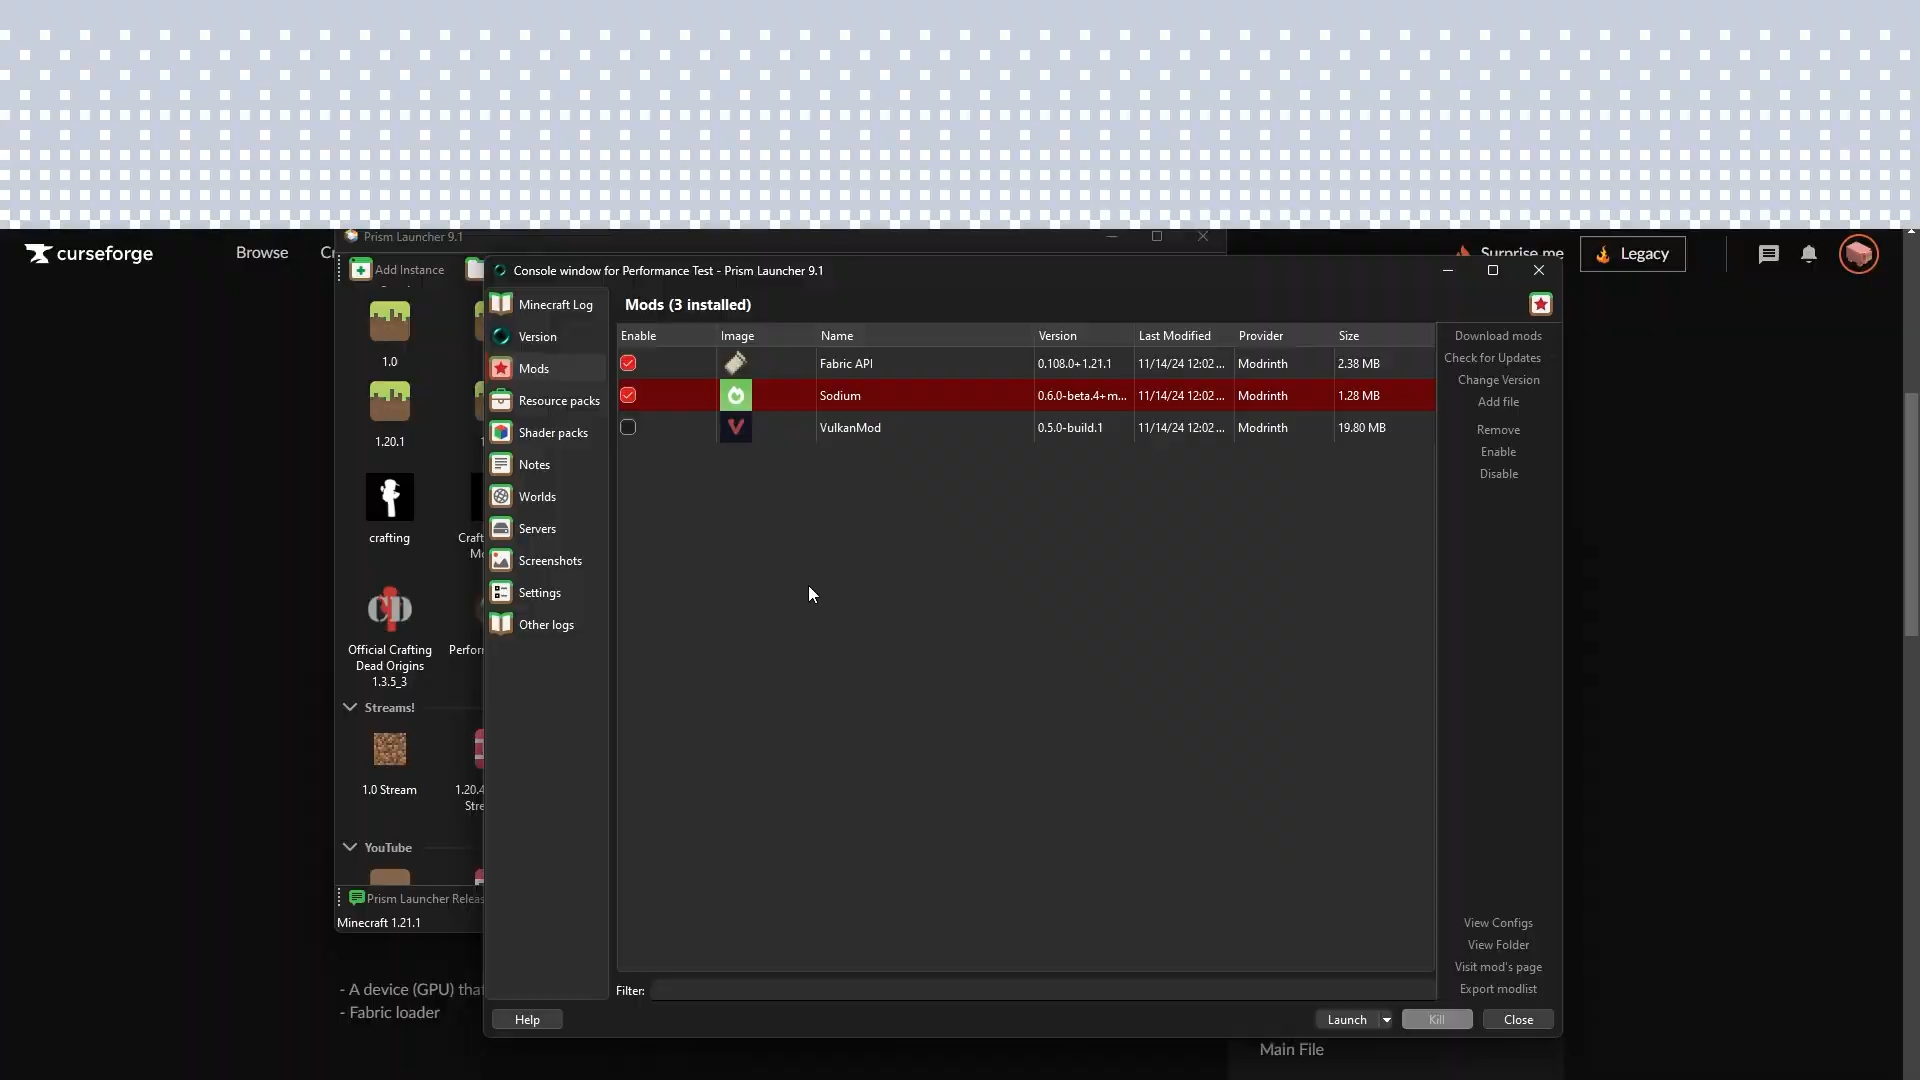 curseforge
Browse
Cr
Surprise me
Legacy
Prism Launcher 9.1
Add Instance
1.0
1.20.1
crafting
Craft
Mo
Official Crafting
Dead Origins
1.3.5_3
Perfor
Streams!
1.0 Stream
1.20.4
Stre
YouTube
Prism Launcher Releas
Minecraft 1.21.1
- A device (GPU) that
- Fabric loader
Console window for Performance Test - Prism Launcher 9.1
Minecraft Log
Version
Mods
Resource packs
Shader packs
Notes
Worlds
Servers
Screenshots
Settings
Other logs
Mods (3 installed)
Enable Image Name Version Last Modified Provider Size
Fabric API 0.108.0+1.21.1 11/14/24 12:02... Modrinth 2.38 MB
Sodium 0.6.0-beta.4+m... 11/14/24 12:02... Modrinth 1.28 MB
VulkanMod 0.5.0-build.1 11/14/24 12:02... Modrinth 19.80 MB
Download mods
Check for Updates
Change Version
Add file
Remove
Enable
Disable
View Configs
View Folder
Visit mod's page
Export modlist
Filter:
Help
Launch
Kill
Close
Main File